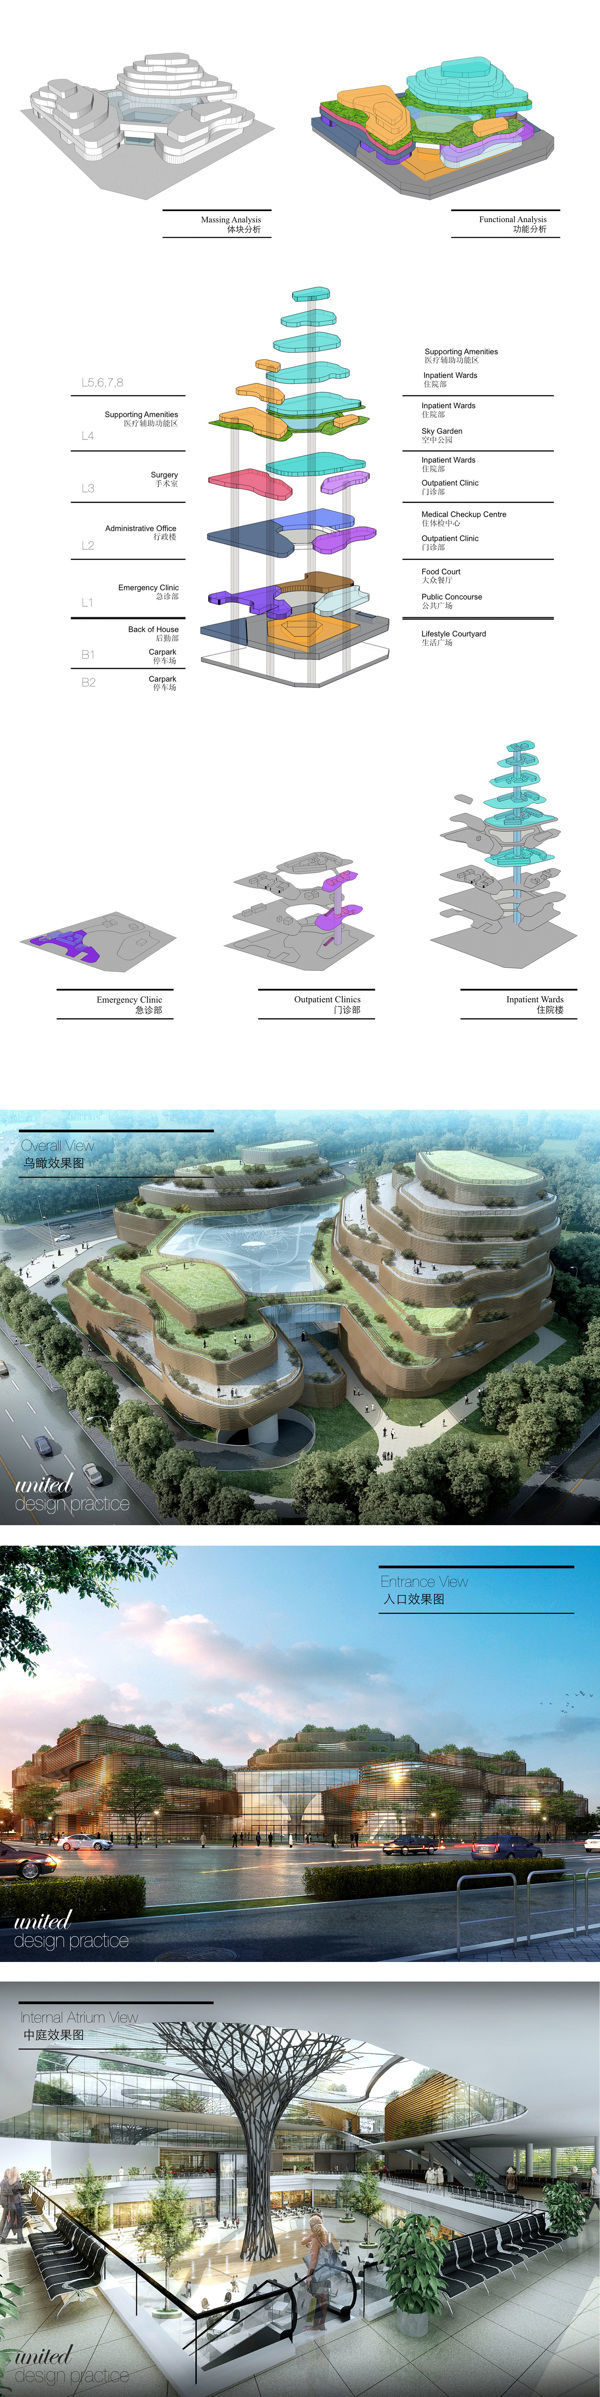 Massing Analysis
体块分析
Functional Analysis
功能分析
L5,6,7,8
Supporting Amenities
医疗辅助功能区
L4
Surgery
手术室
L3
Administrative Office
行政楼
L2
Emergency Clinic
急诊部
L1
Back of House
后勤部
B1
Carpark
停车场
B2
Carpark
停车场
Supporting Amenities
医疗辅助功能区
Inpatient Wards
住院部
Inpatient Wards
住院部
Sky Garden
空中公园
Inpatient Wards
住院部
Outpatient Clinic
门诊部
Medical Checkup Centre
住体检中心
Outpatient Clinic
门诊部
Food Court
大众餐厅
Public Concourse
公共广场
Lifestyle Courtyard
生活广场
Emergency Clinic
急诊部
Outpatient Clinics
门诊部
Inpatient Wards
住院楼
Overall View
鸟瞰效果图
united
design practice
Entrance View
入口效果图
united
design practice
Internal Atrium View
中庭效果图
united
design practice